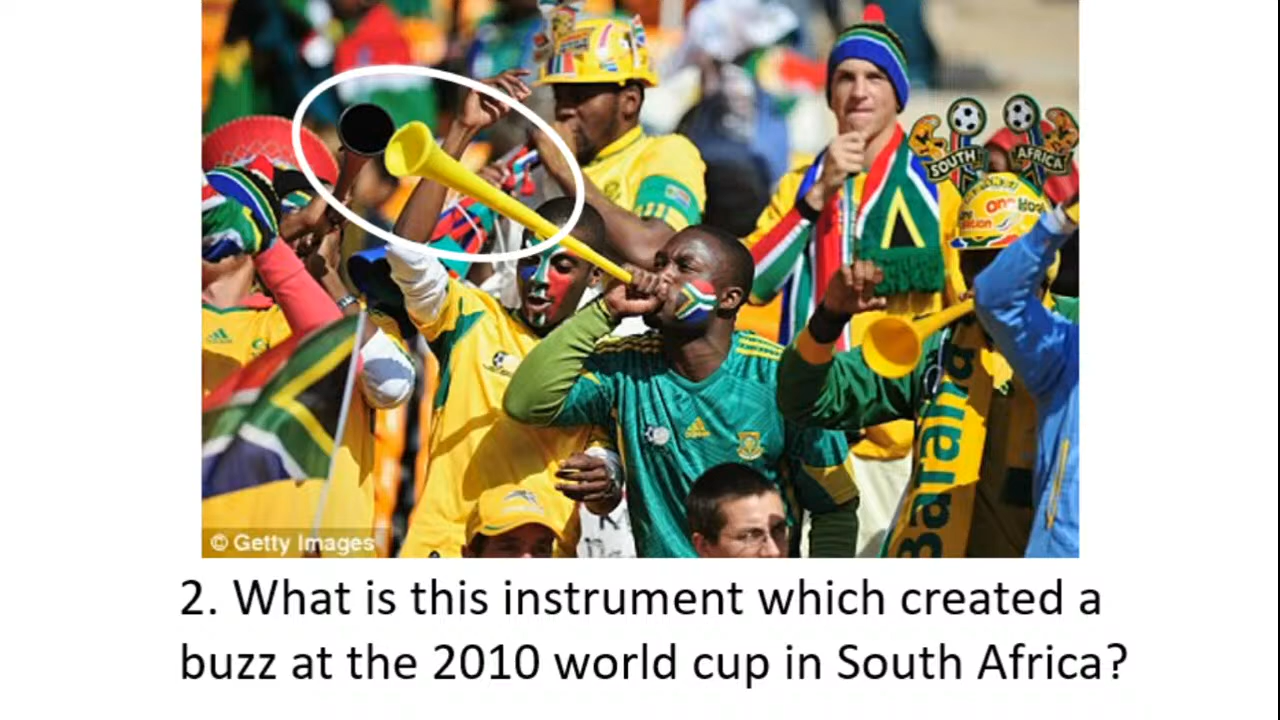 SOUTH
AFRICA
Bafana
© Getty Images
2. What is this instrument which created a
buzz at the 2010 world cup in South Africa?